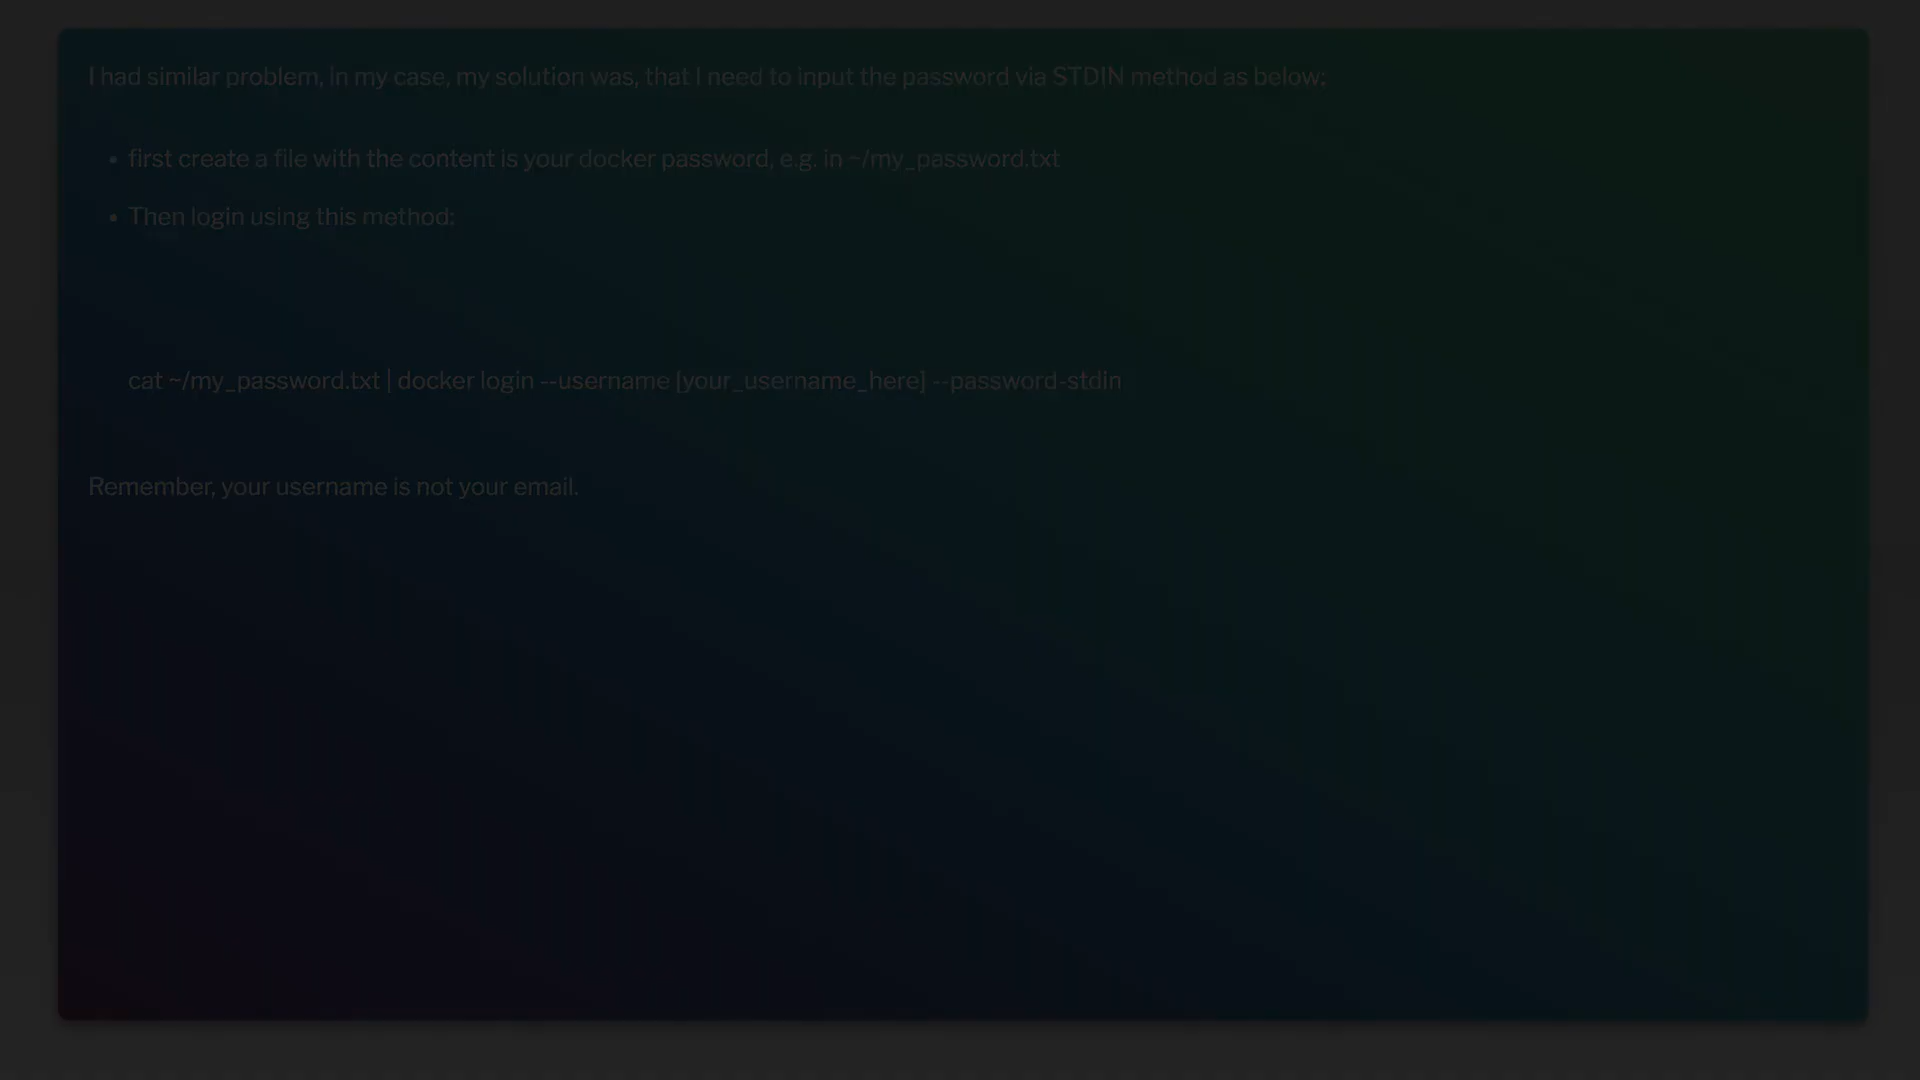 I had similar problem, in my case, my solution was, that I need to input the password via STDIN method as below:
• first create a file with the content is your docker password, e.g. in ~/my_password.txt
• Then login using this method:
cat ~/my_password.txt | docker login --username [your_username_here] --password-stdin
Remember, your username is not your email.